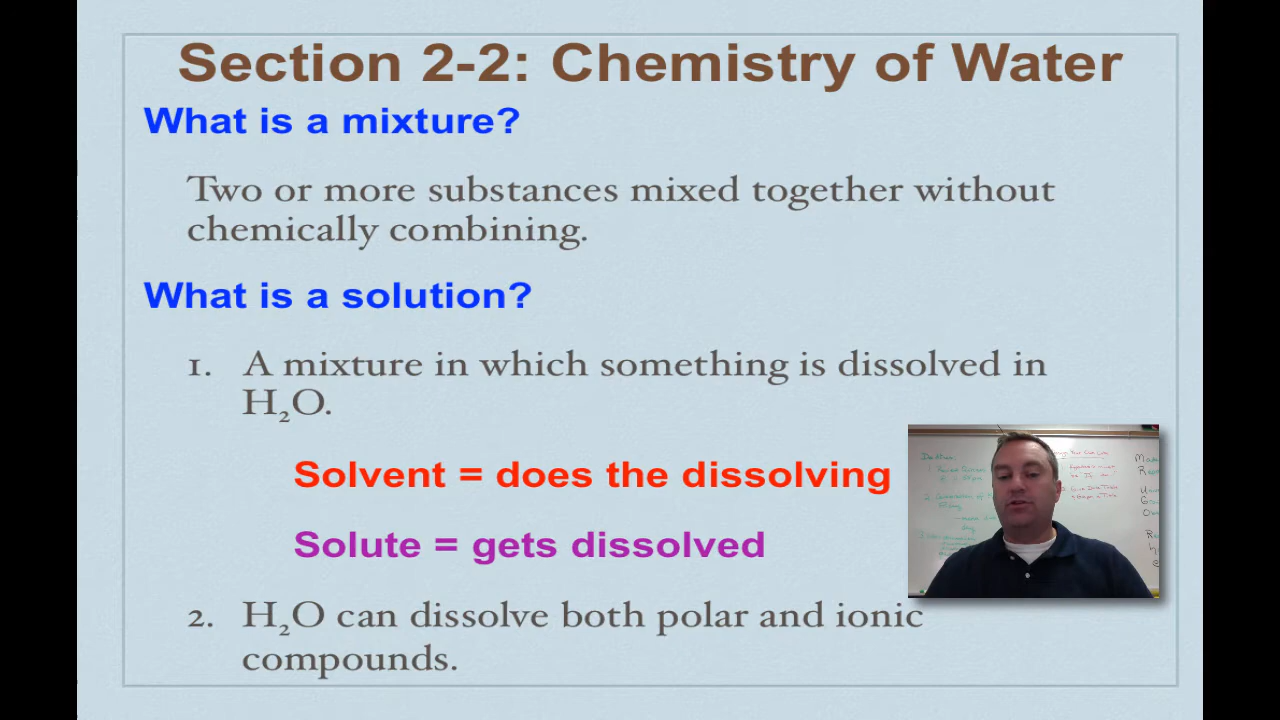 Section 2-2: Chemistry of Water
What is a mixture?
Two or more substances mixed together without
chemically combining.
What is a solution?
1. A mixture in which something is dissolved in
H₂O.
Solvent = does the dissolving
Solute = gets dissolved
2. H₂O can dissolve both polar and ionic
compounds.